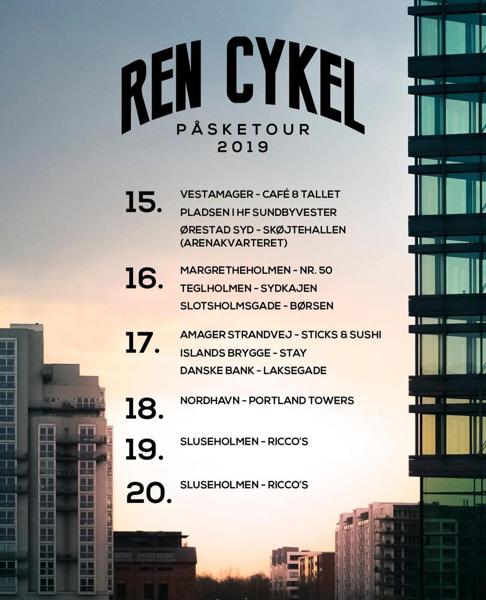 REN CYKEL
PÅSKETOUR
2019
15. VESTAMAGER - CAFÉ 8 TALLET
PLADSEN I HF SUNDBYVESTER
ØRESTAD SYD - SKØJTEHALLEN
(ARENAKVARTERET)
16. MARGRETHEHOLMEN - NR. 50
TEGLHOLMEN - SYDKAJEN
SLOTSHOLMSGADE - BØRSEN
17. AMAGER STRANDVEJ - STICKS & SUSHI
ISLANDS BRYGGE - STAY
DANSKE BANK - LAKSEGADE
18. NORDHAVN - PORTLAND TOWERS
19. SLUSEHOLMEN - RICCO'S
20. SLUSEHOLMEN - RICCO'S